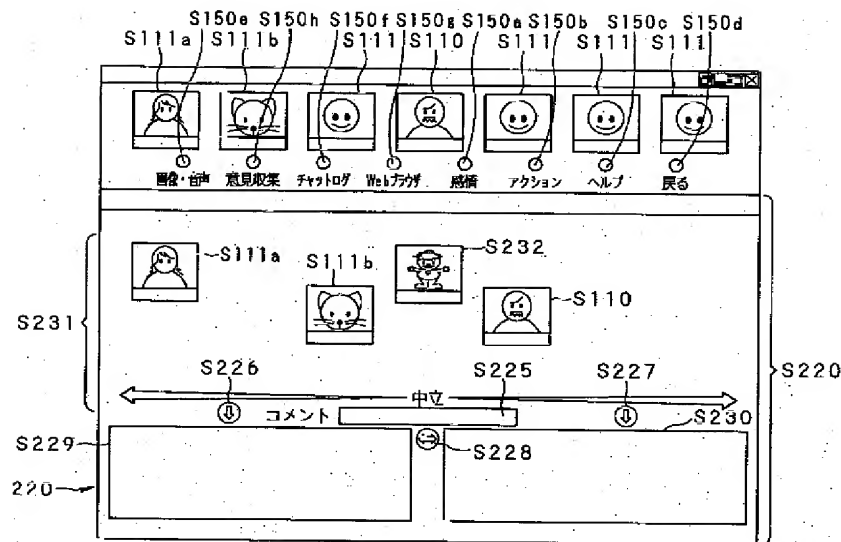 S150e S150h S150f S150g S150a S150b S150c S150d
S111a S111b S111 S110 S111 S111 S111
画像・音声 意見収集 チャットログ Webブラウザ 感情 アクション ヘルプ 戻る
S111a S111b S232
S110
S231
S220
S226 S225 S227
中立
コメント
S230
S229
S228
220